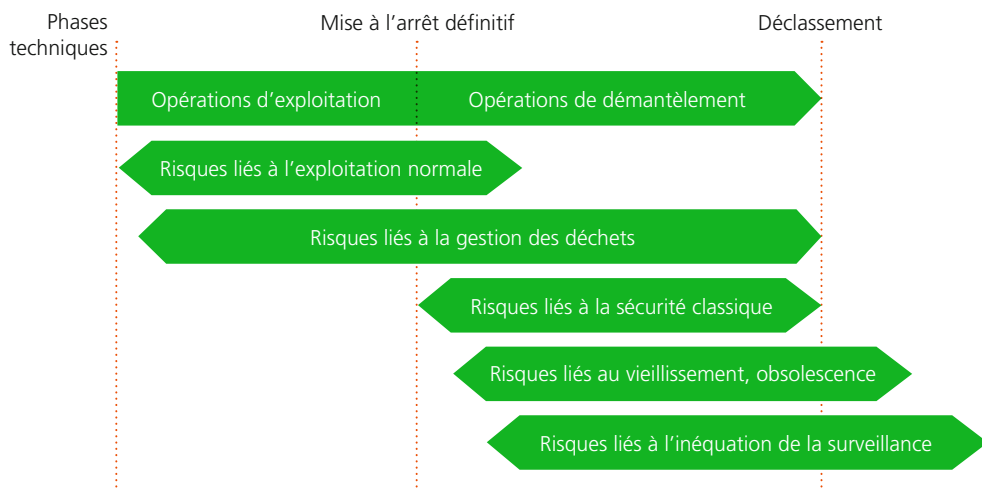 Phases
techniques
Mise à l’arrêt définitif
Déclassement
Opérations d’exploitation
Opérations de démantèlement
Risques liés à l’exploitation normale
Risques liés à la gestion des déchets
Risques liés à la sécurité classique
Risques liés au vieillissement, obsolescence
Risques liés à l’inéquation de la surveillance